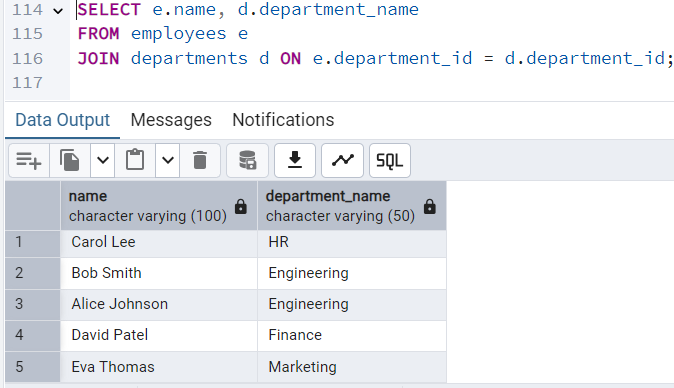 114 SELECT e.name, d.department_name
115 FROM employees e
116 JOIN departments d ON e.department_id = d.department_id;
117
Data Output Messages Notifications
SQL
name department_name
character varying (100) character varying (50)
1 Carol Lee HR
2 Bob Smith Engineering
3 Alice Johnson Engineering
4 David Patel Finance
5 Eva Thomas Marketing